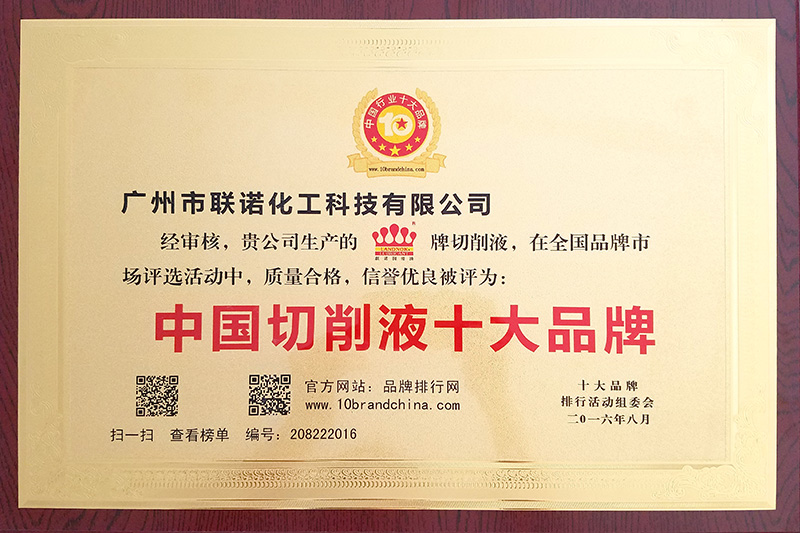 中国行业十大品牌
10
www.10brandchina.com
广州市联诺化工科技有限公司
经审核,贵公司生产的 牌切削液,在全国品牌市
场评选活动中,质量合格,信誉优良被评为:
中国切削液十大品牌
官方网站:品牌排行网
www.10brandchina.com
扫一扫 查看榜单 编号:208222016
十大品牌
排行活动组委会
二〇一六年八月